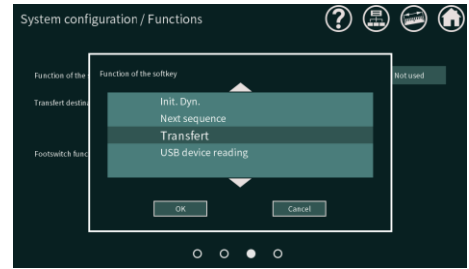 System configuration / Functions
Function of the
Function of the softkey
Not used
Transfert destina
Init. Dyn.
Next sequence
Transfert
USB device reading
Footswitch func
OK
Cancel